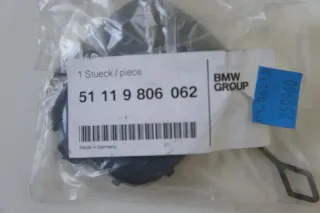 1 Stueck / piece
51 11 9 806 062
BMW
GROUP
Made in Germany